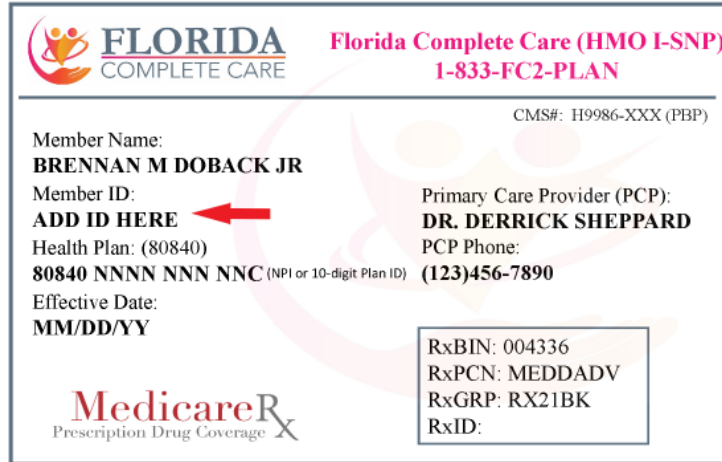 FLORIDA
COMPLETE CARE
Florida Complete Care (HMO I-SNP)
1-833-FC2-PLAN
CMS#: H9986-XXX (PBP)
Member Name:
BRENNAN M DOBACK JR
Member ID:
ADD ID HERE
Health Plan: (80840)
80840 NNNN NNN NNC (NPI or 10-digit Plan ID)
Effective Date:
MM/DD/YY
Primary Care Provider (PCP):
DR. DERRICK SHEPPARD
PCP Phone:
(123)456-7890
MedicareRx
Prescription Drug Coverage
RxBIN: 004336
RxPCN: MEDDADV
RxGRP: RX21BK
RxID: